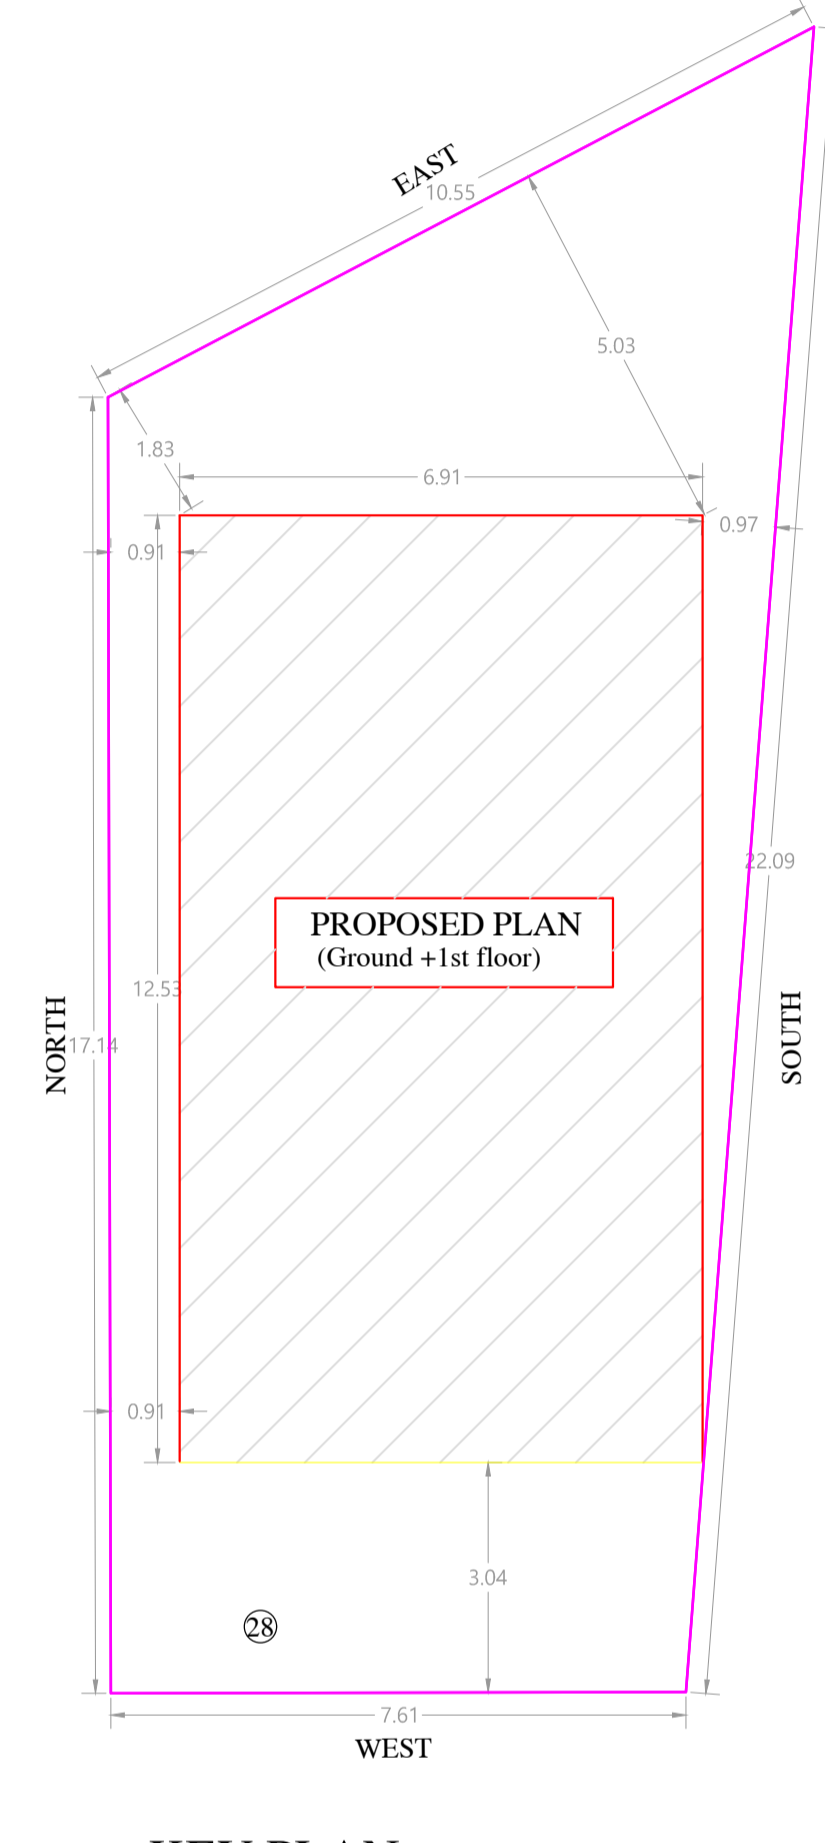 EAST
10.55
5.03
1.83
6.91
0.97
0.91
22.09
PROPOSED PLAN
(Ground +1st floor)
12.53
NORTH
17.14
SOUTH
0.91
3.04
28
7.61
WEST